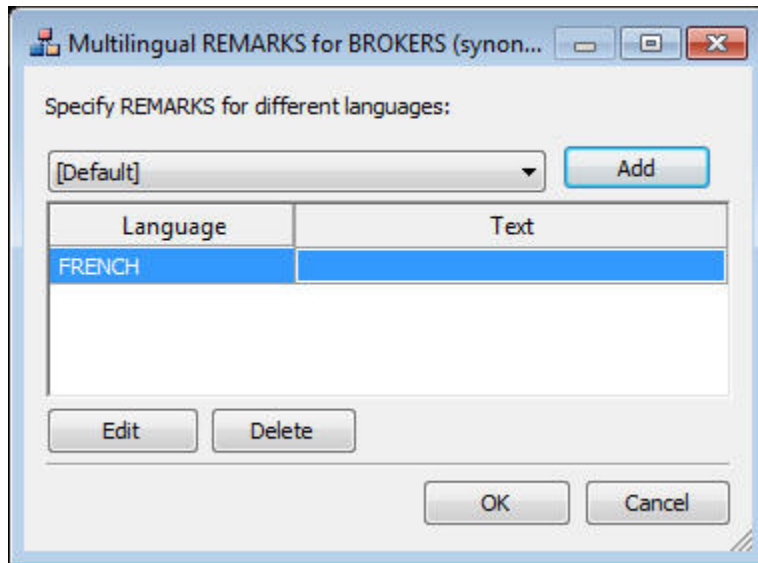 Multilingual REMARKS for BROKERS (synon...
Specify REMARKS for different languages:
[Default] Add
Language Text
FRENCH
Edit Delete
OK Cancel